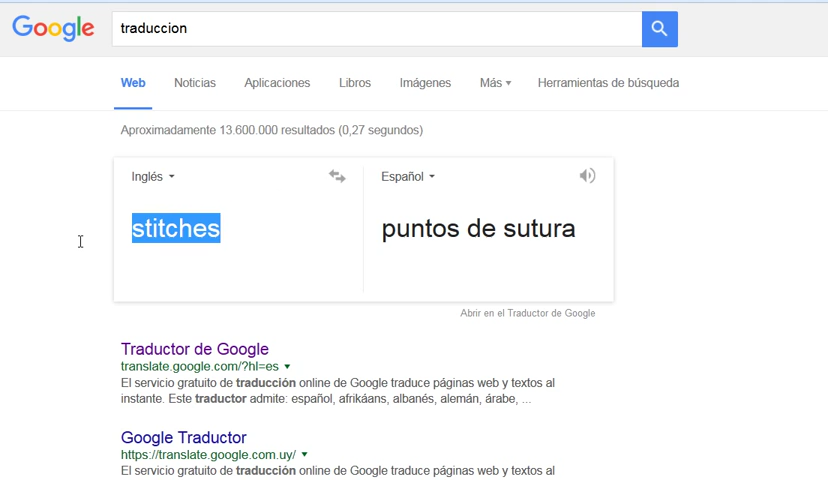 Google traduccion
Web Noticias Aplicaciones Libros Imágenes Más Herramientas de búsqueda
Aproximadamente 13.600.000 resultados (0,27 segundos)
Inglés Español
stitches puntos de sutura
Abrir en el Traductor de Google
Traductor de Google
translate.google.com/?hl=es
El servicio gratuito de traducción online de Google traduce páginas web y textos al
instante. Este traductor admite: español, afrikáans, albanés, alemán, árabe, ...
Google Traductor
https://translate.google.com.uy/
El servicio gratuito de traducción online de Google traduce páginas web y textos al